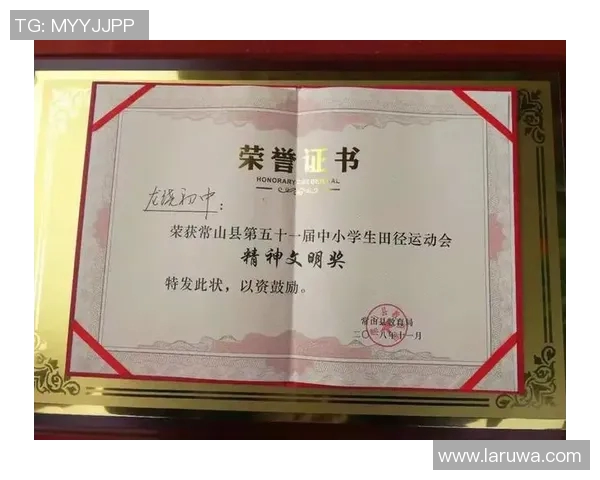 TG: MYYJJPP
荣誉证书
HONORARY
龙绕初中：
荣获常山县第五十一届中小学生田径运动会
精神文明奖
特发此状，以资鼓励。
常山县教育局
二〇一八年十一月
www.laruwa.com